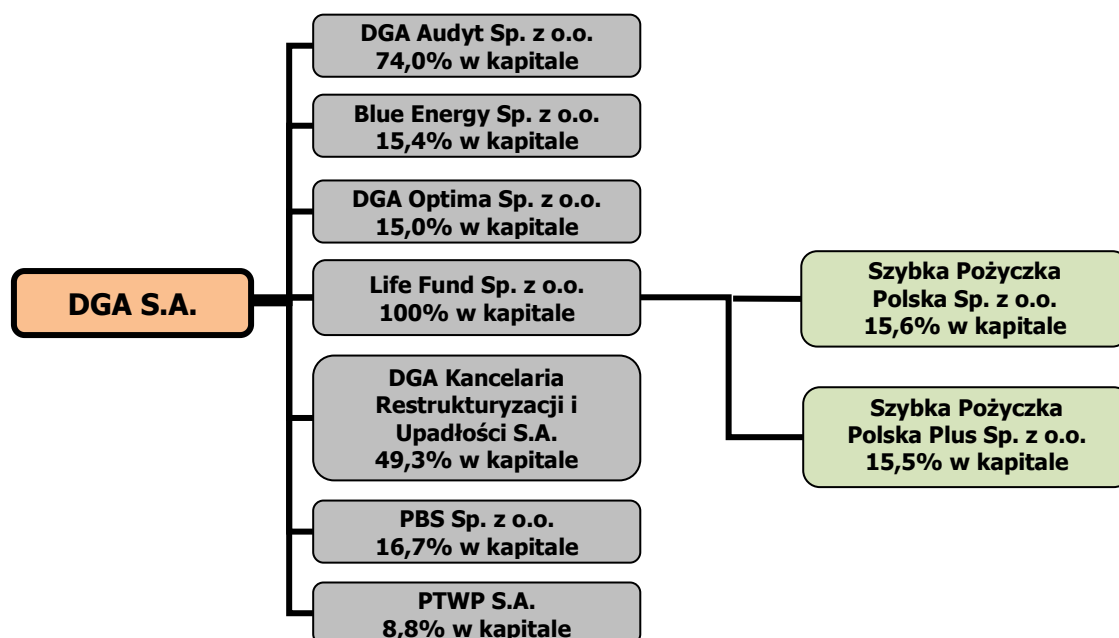 DGA S.A.
DGA Audyt Sp. z o.o.
74,0% w kapitale
Blue Energy Sp. z o.o.
15,4% w kapitale
DGA Optima Sp. z o.o.
15,0% w kapitale
Life Fund Sp. z o.o.
100% w kapitale
DGA Kancelaria
Restrukturyzacji i
Upadłości S.A.
49,3% w kapitale
PBS Sp. z o.o.
16,7% w kapitale
PTWP S.A.
8,8% w kapitale
Szybka Pożyczka
Polska Sp. z o.o.
15,6% w kapitale
Szybka Pożyczka
Polska Plus Sp. z o.o.
15,5% w kapitale